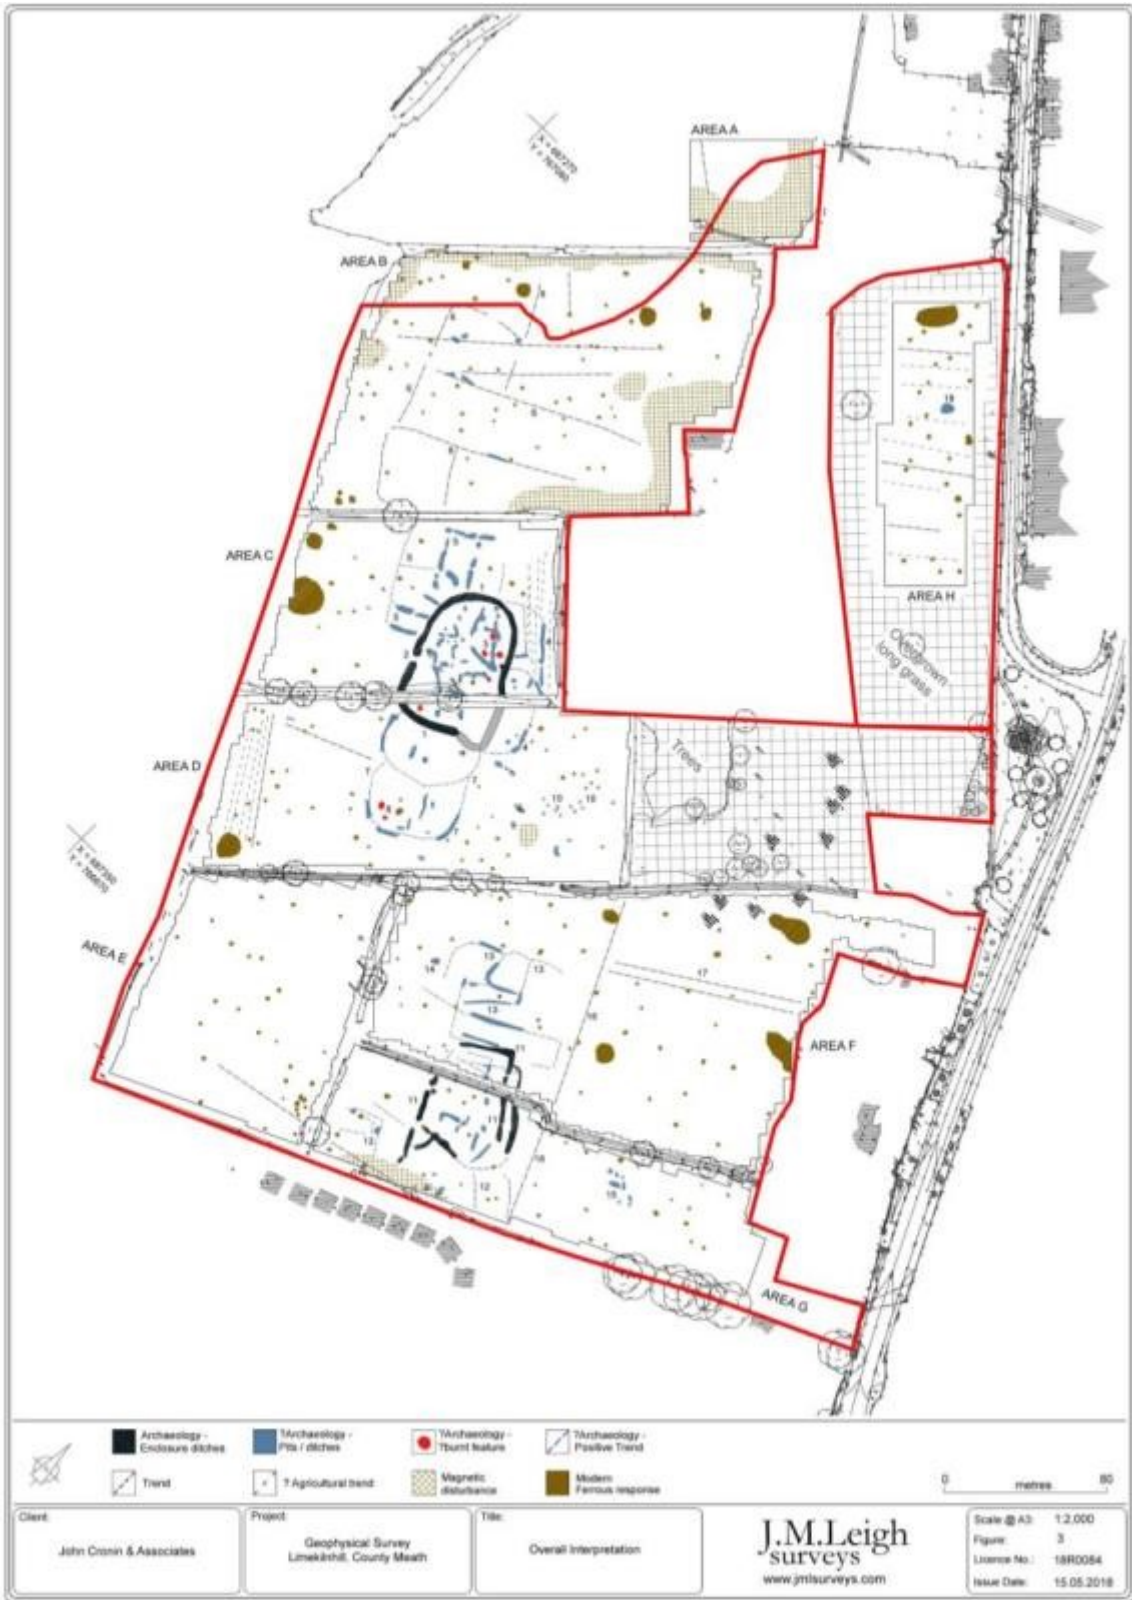 AREA A
AREA B
AREA C
AREA H
Overgrown
long grass
AREA D
Trees
AREA E
AREA F
AREA G
Archaeology -
Enclosure ditches
?Archaeology -
Pits / ditches
?Archaeology -
?burnt feature
?Archaeology -
Positive Trend
Trend
? Agricultural trend
Magnetic
disturbance
Modern
Ferrous response
0 metres 80
Client:
John Cronin & Associates
Project:
Geophysical Survey
Limekilnhill, County Meath
Title:
Overall Interpretation
J.M.Leigh
surveys
www.jmlsurveys.com
Scale @ A3: 1:2,000
Figure: 3
Licence No.: 18R0084
Issue Date: 15.05.2018